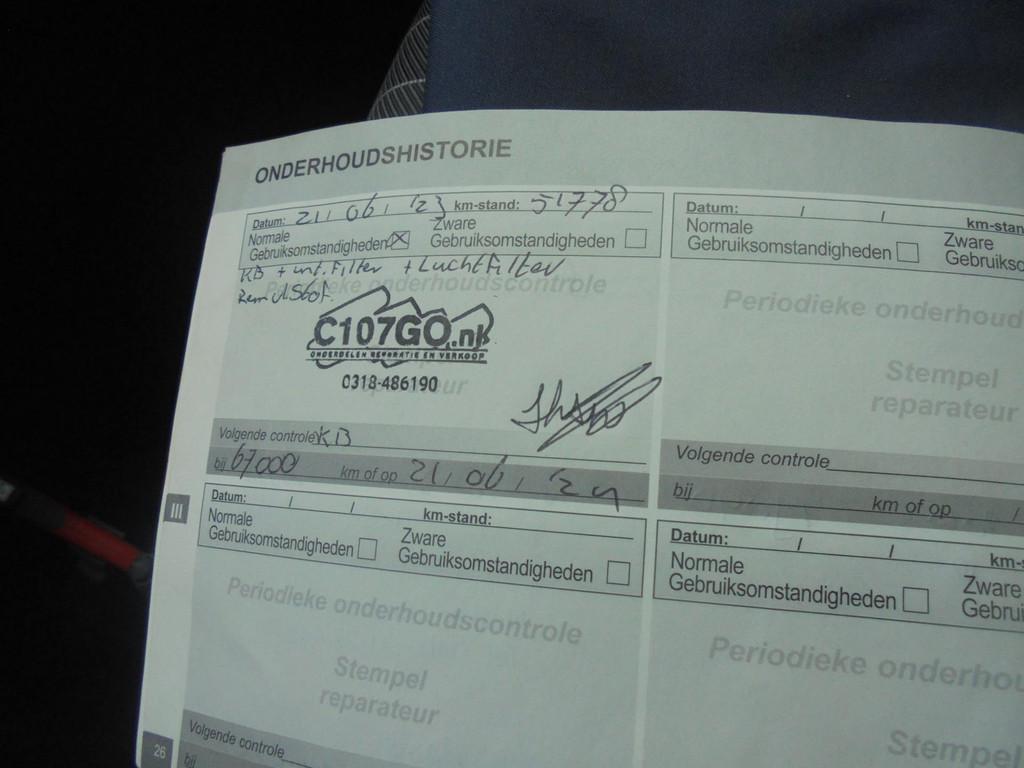 ONDERHOUDSHISTORIE
Datum: 21 / 06 / '23 km-stand: 51778
Normale Gebruiksomstandigheden Zware Gebruiksomstandigheden
KB + int. Filter + Luchtfilter
Remvlstof.
Periodieke onderhoudscontrole
C107GO.nl
ONDERDELEN REPARATIE EN VERKOOP
0318-486190
Volgende controle KB
bij 67000 km of op 21 / 06 / '24
Datum: / / km-stan
Normale Gebruiksomstandigheden Zware Gebruiksc
Periodieke onderhoud
Stempel
reparateur
Volgende controle
bij km of op /
III
Datum: / / km-stand:
Normale Gebruiksomstandigheden Zware Gebruiksomstandigheden
Periodieke onderhoudscontrole
Stempel
reparateur
Volgende controle
bij
26
Datum: / / km-s
Normale Gebruiksomstandigheden Zware Gebrui
Periodieke onderhou
Stempel